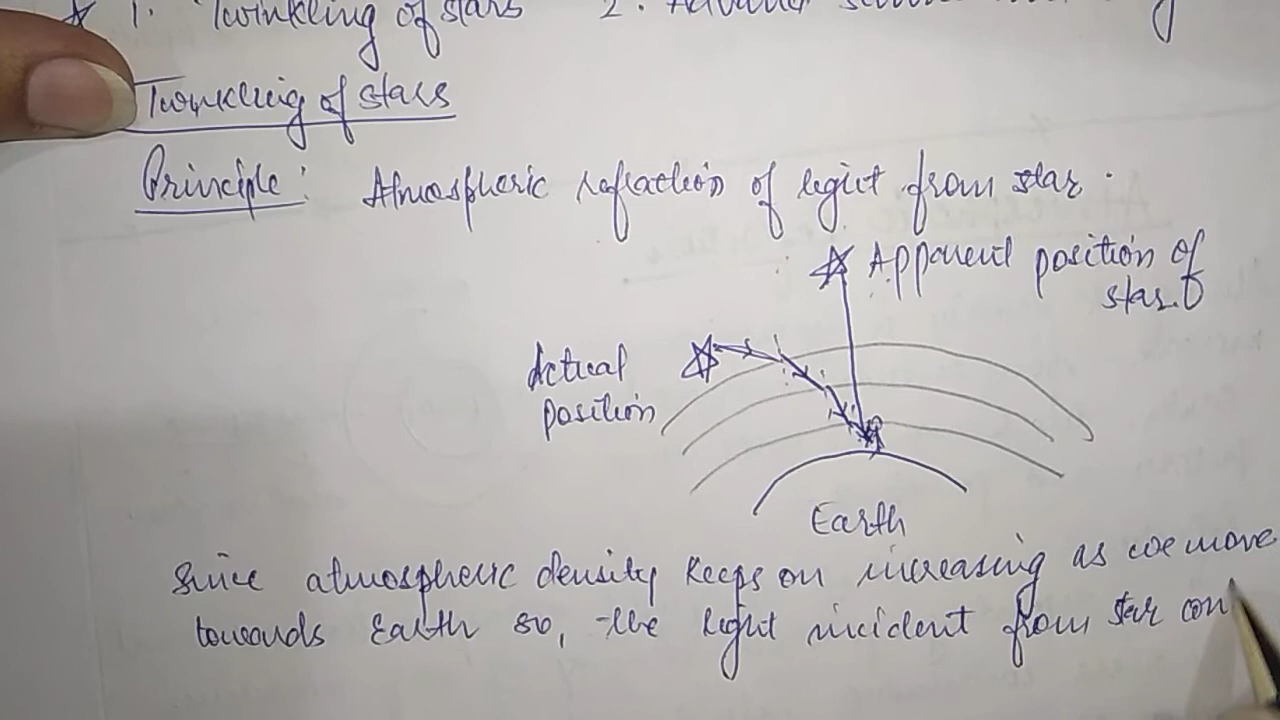 1. Twinkling of stars 2.
Twinkling of stars
Principle: Atmospheric refraction of light from star.
Apparent position of
star.
Actual
position
Earth
Since atmospheric density keeps on increasing as we move
towards Earth so, the light incident from star con